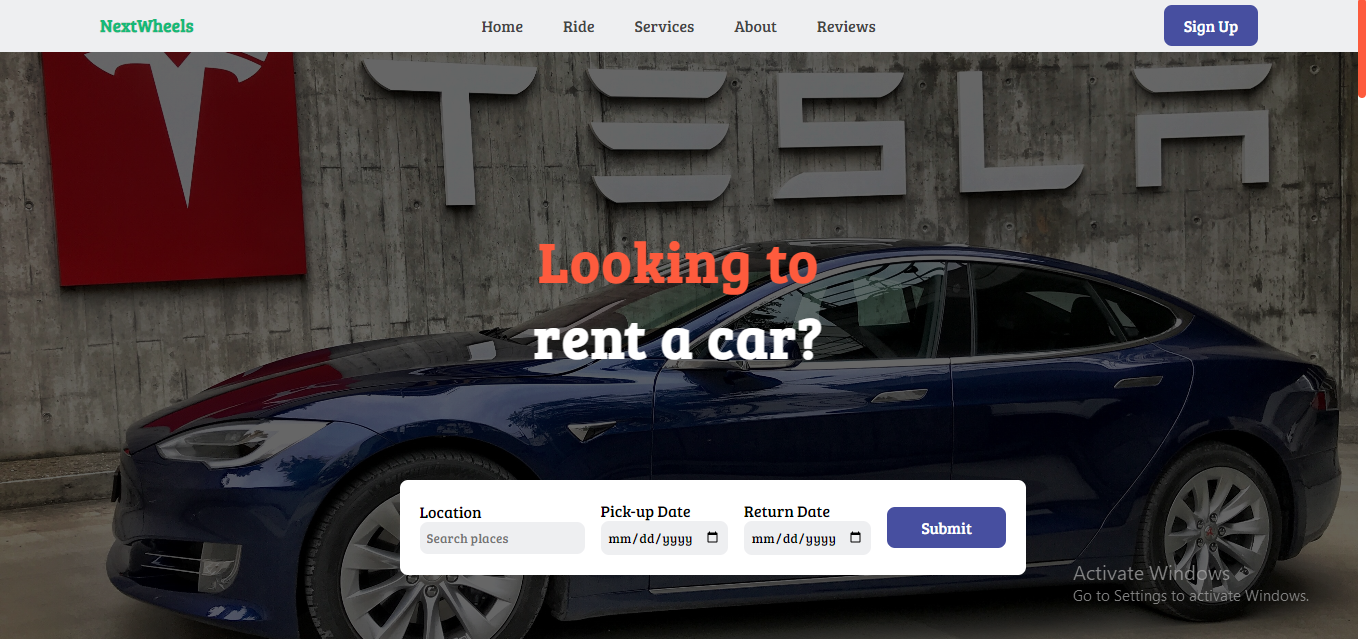 NextWheels Home Ride Services About Reviews Sign Up
TESLA
Looking to
rent a car?
Location Pick-up Date Return Date
Search places mm/dd/yyyy mm/dd/yyyy Submit
Activate Windows
Go to Settings to activate Windows.